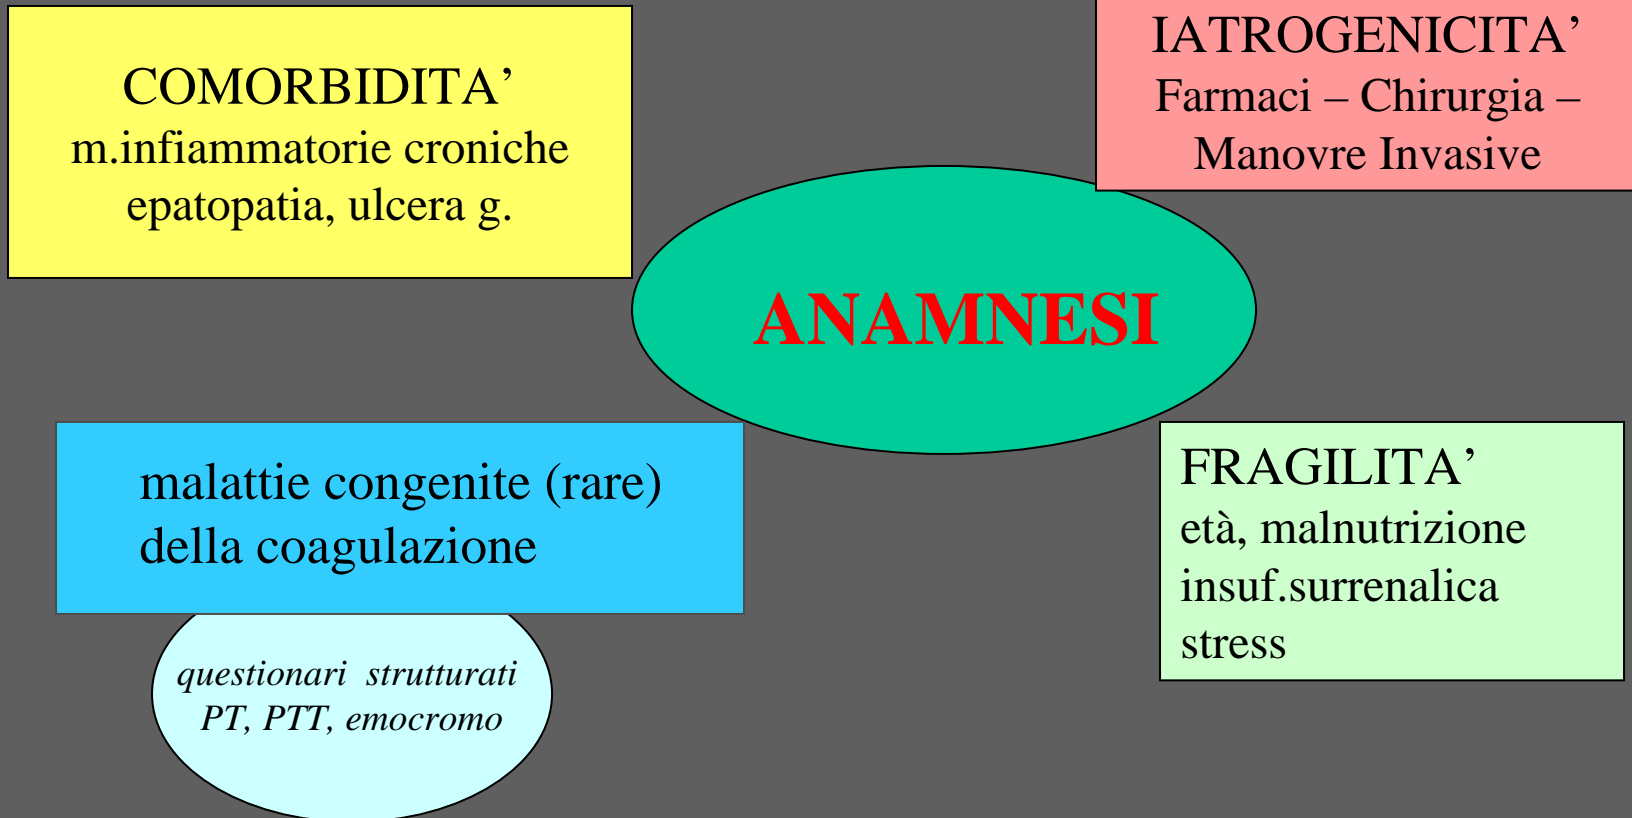 COMORBIDITA’
m.infiammatorie croniche
epatopatia, ulcera g.
IATROGENICITA’
Farmaci – Chirurgia –
Manovre Invasive
ANAMNESI
malattie congenite (rare)
della coagulazione
questionari  strutturati
PT, PTT, emocromo
FRAGILITA’
età, malnutrizione
insuf.surrenalica
stress